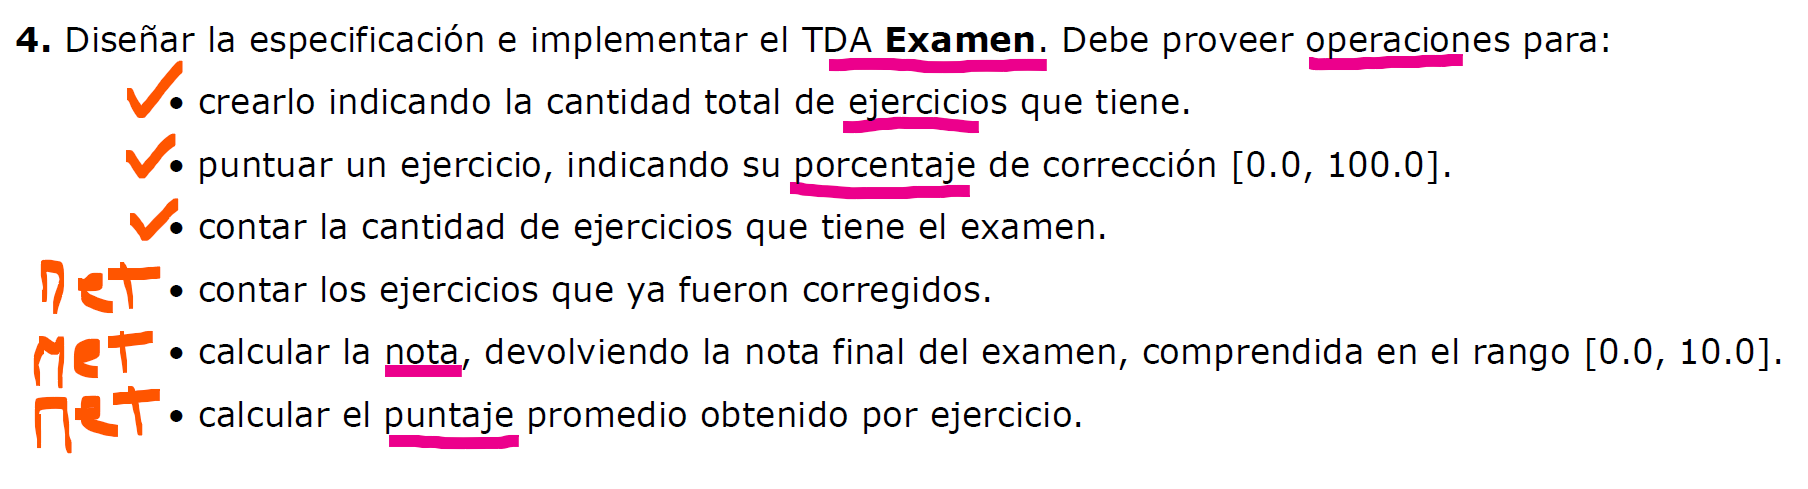 4. Diseñar la especificación e implementar el TDA Examen. Debe proveer operaciones para:
• crearlo indicando la cantidad total de ejercicios que tiene.
• puntuar un ejercicio, indicando su porcentaje de corrección [0.0, 100.0].
• contar la cantidad de ejercicios que tiene el examen.
met • contar los ejercicios que ya fueron corregidos.
met • calcular la nota, devolviendo la nota final del examen, comprendida en el rango [0.0, 10.0].
met • calcular el puntaje promedio obtenido por ejercicio.